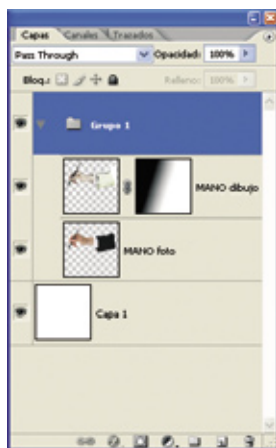 Capas Canales Trazados
Pass Through Opacidad: 100%
Bloq.: Relleno: 100%
Grupo 1
MANO dibujo
MANO foto
Capa 1